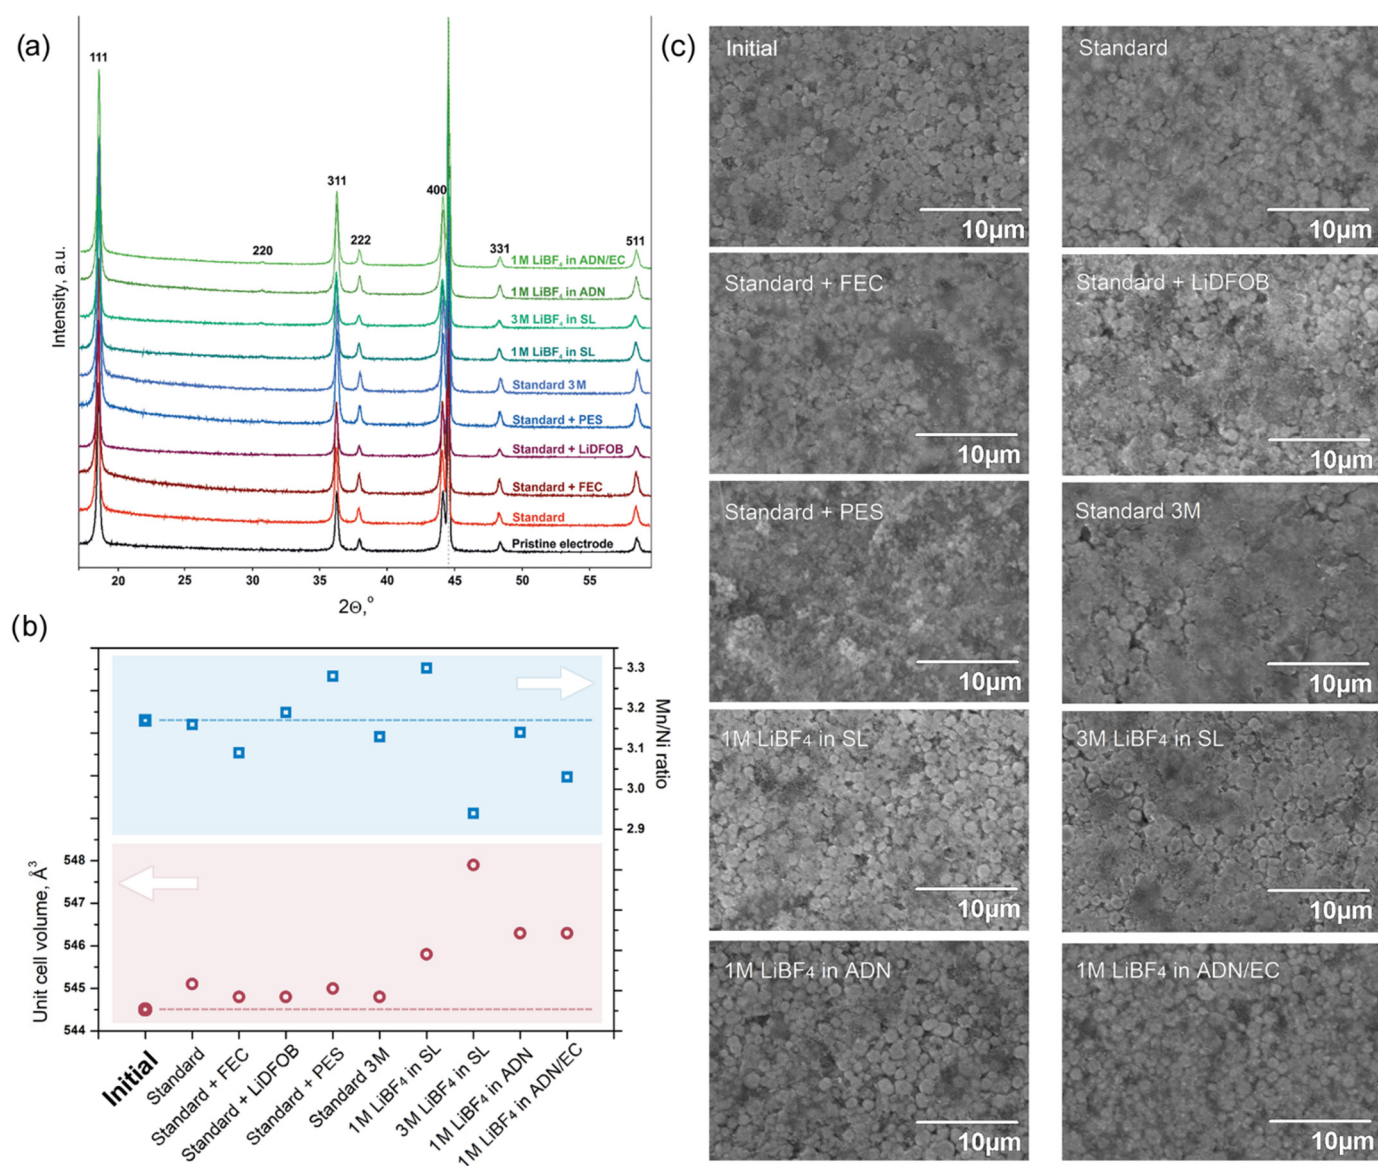 (a)
111
220
311
222
400
331
511
1M LiBF₄ in ADN/EC
1M LiBF₄ in ADN
3M LiBF₄ in SL
1M LiBF₄ in SL
Standard 3M
Standard + PES
Standard + LiDFOB
Standard + FEC
Standard
Pristine electrode
Intensity, a.u.
20
25
30
35
40
45
50
55
2Θ,°
(b)
3.3
3.2
3.1
3.0
2.9
Mn/Ni ratio
548
547
546
545
544
Unit cell volume, Å³
Initial
Standard
Standard + FEC
Standard + LiDFOB
Standard + PES
Standard 3M
1M LiBF₄ in SL
3M LiBF₄ in SL
1M LiBF₄ in ADN
1M LiBF₄ in ADN/EC
(c)
Initial
10μm
Standard
10μm
Standard + FEC
10μm
Standard + LiDFOB
10μm
Standard + PES
10μm
Standard 3M
10μm
1M LiBF₄ in SL
10μm
3M LiBF₄ in SL
10μm
1M LiBF₄ in ADN
10μm
1M LiBF₄ in ADN/EC
10μm